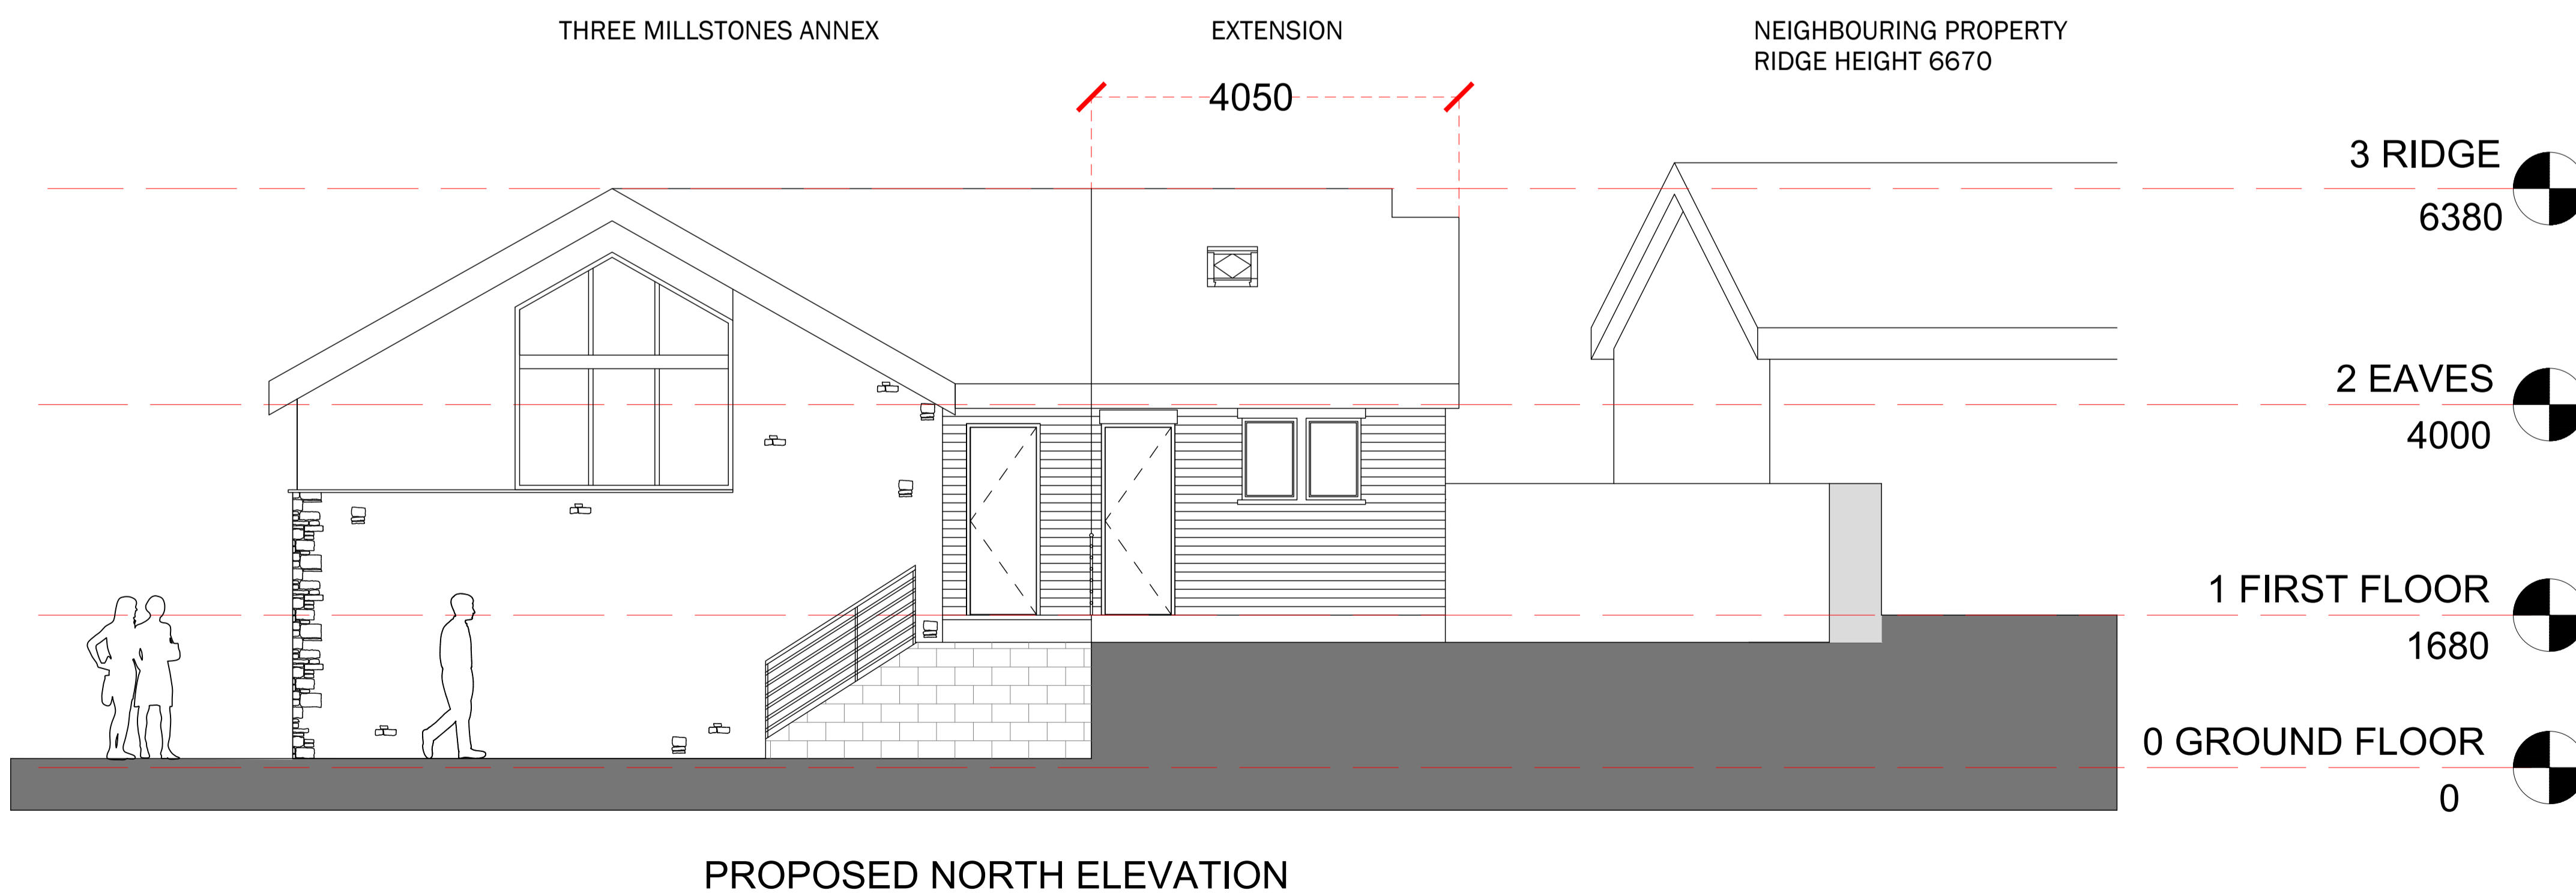 THREE MILLSTONES ANNEX
EXTENSION
NEIGHBOURING PROPERTY
RIDGE HEIGHT 6670
4050
3 RIDGE
6380
2 EAVES
4000
1 FIRST FLOOR
1680
0 GROUND FLOOR
0
PROPOSED NORTH ELEVATION